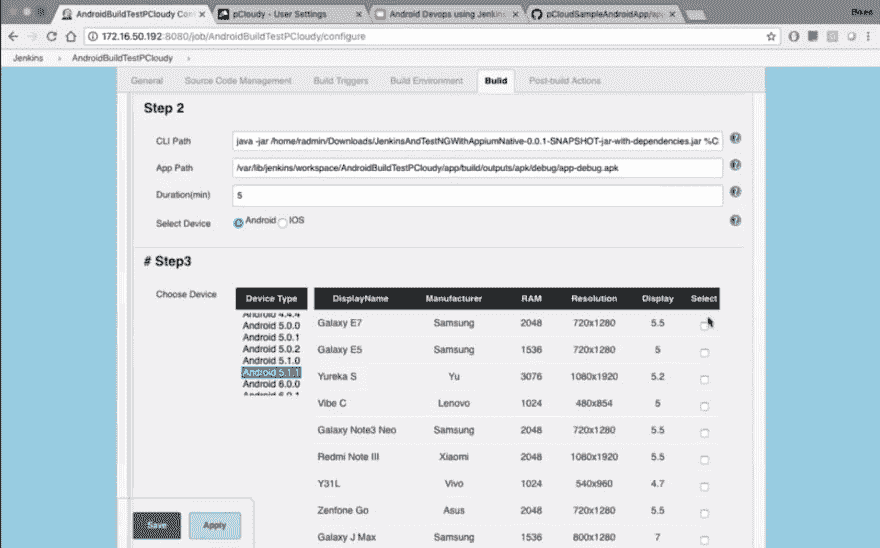 AndroidBuildTestPCloudy Con
pCloudy - User Settings
Android Devops using Jenkins
pCloudSampleAndroidApp/ap
172.16.50.192:8080/job/AndroidBuildTestPCloudy/configure
Jenkins › AndroidBuildTestPCloudy ›
General Source Code Management Build Triggers Build Environment Build Post-build Actions
Step 2
CLI Path java -jar /home/radmin/Downloads/JenkinsAndTestNGWithAppiumNative-0.0.1-SNAPSHOT-jar-with-dependencies.jar %C
App Path /var/lib/jenkins/workspace/AndroidBuildTestPCloudy/app/build/outputs/apk/debug/app-debug.apk
Duration(min) 5
Select Device Android IOS
# Step3
Choose Device Device Type DisplayName Manufacturer RAM Resolution Display Select
Android 4.4.4
Android 5.0.0
Android 5.0.1
Android 5.0.2
Android 5.1.0
Android 5.1.1
Android 6.0.0
Android 6.0.1
Galaxy E7 Samsung 2048 720x1280 5.5
Galaxy E5 Samsung 1536 720x1280 5
Yureka S Yu 3076 1080x1920 5.2
Vibe C Lenovo 1024 480x854 5
Galaxy Note3 Neo Samsung 2048 720x1280 5.5
Redmi Note III Xiaomi 2048 1080x1920 5.5
Y31L Vivo 1024 540x960 4.7
Zenfone Go Asus 2048 720x1280 5.5
Galaxy J Max Samsung 1536 800x1280 7
Save Apply